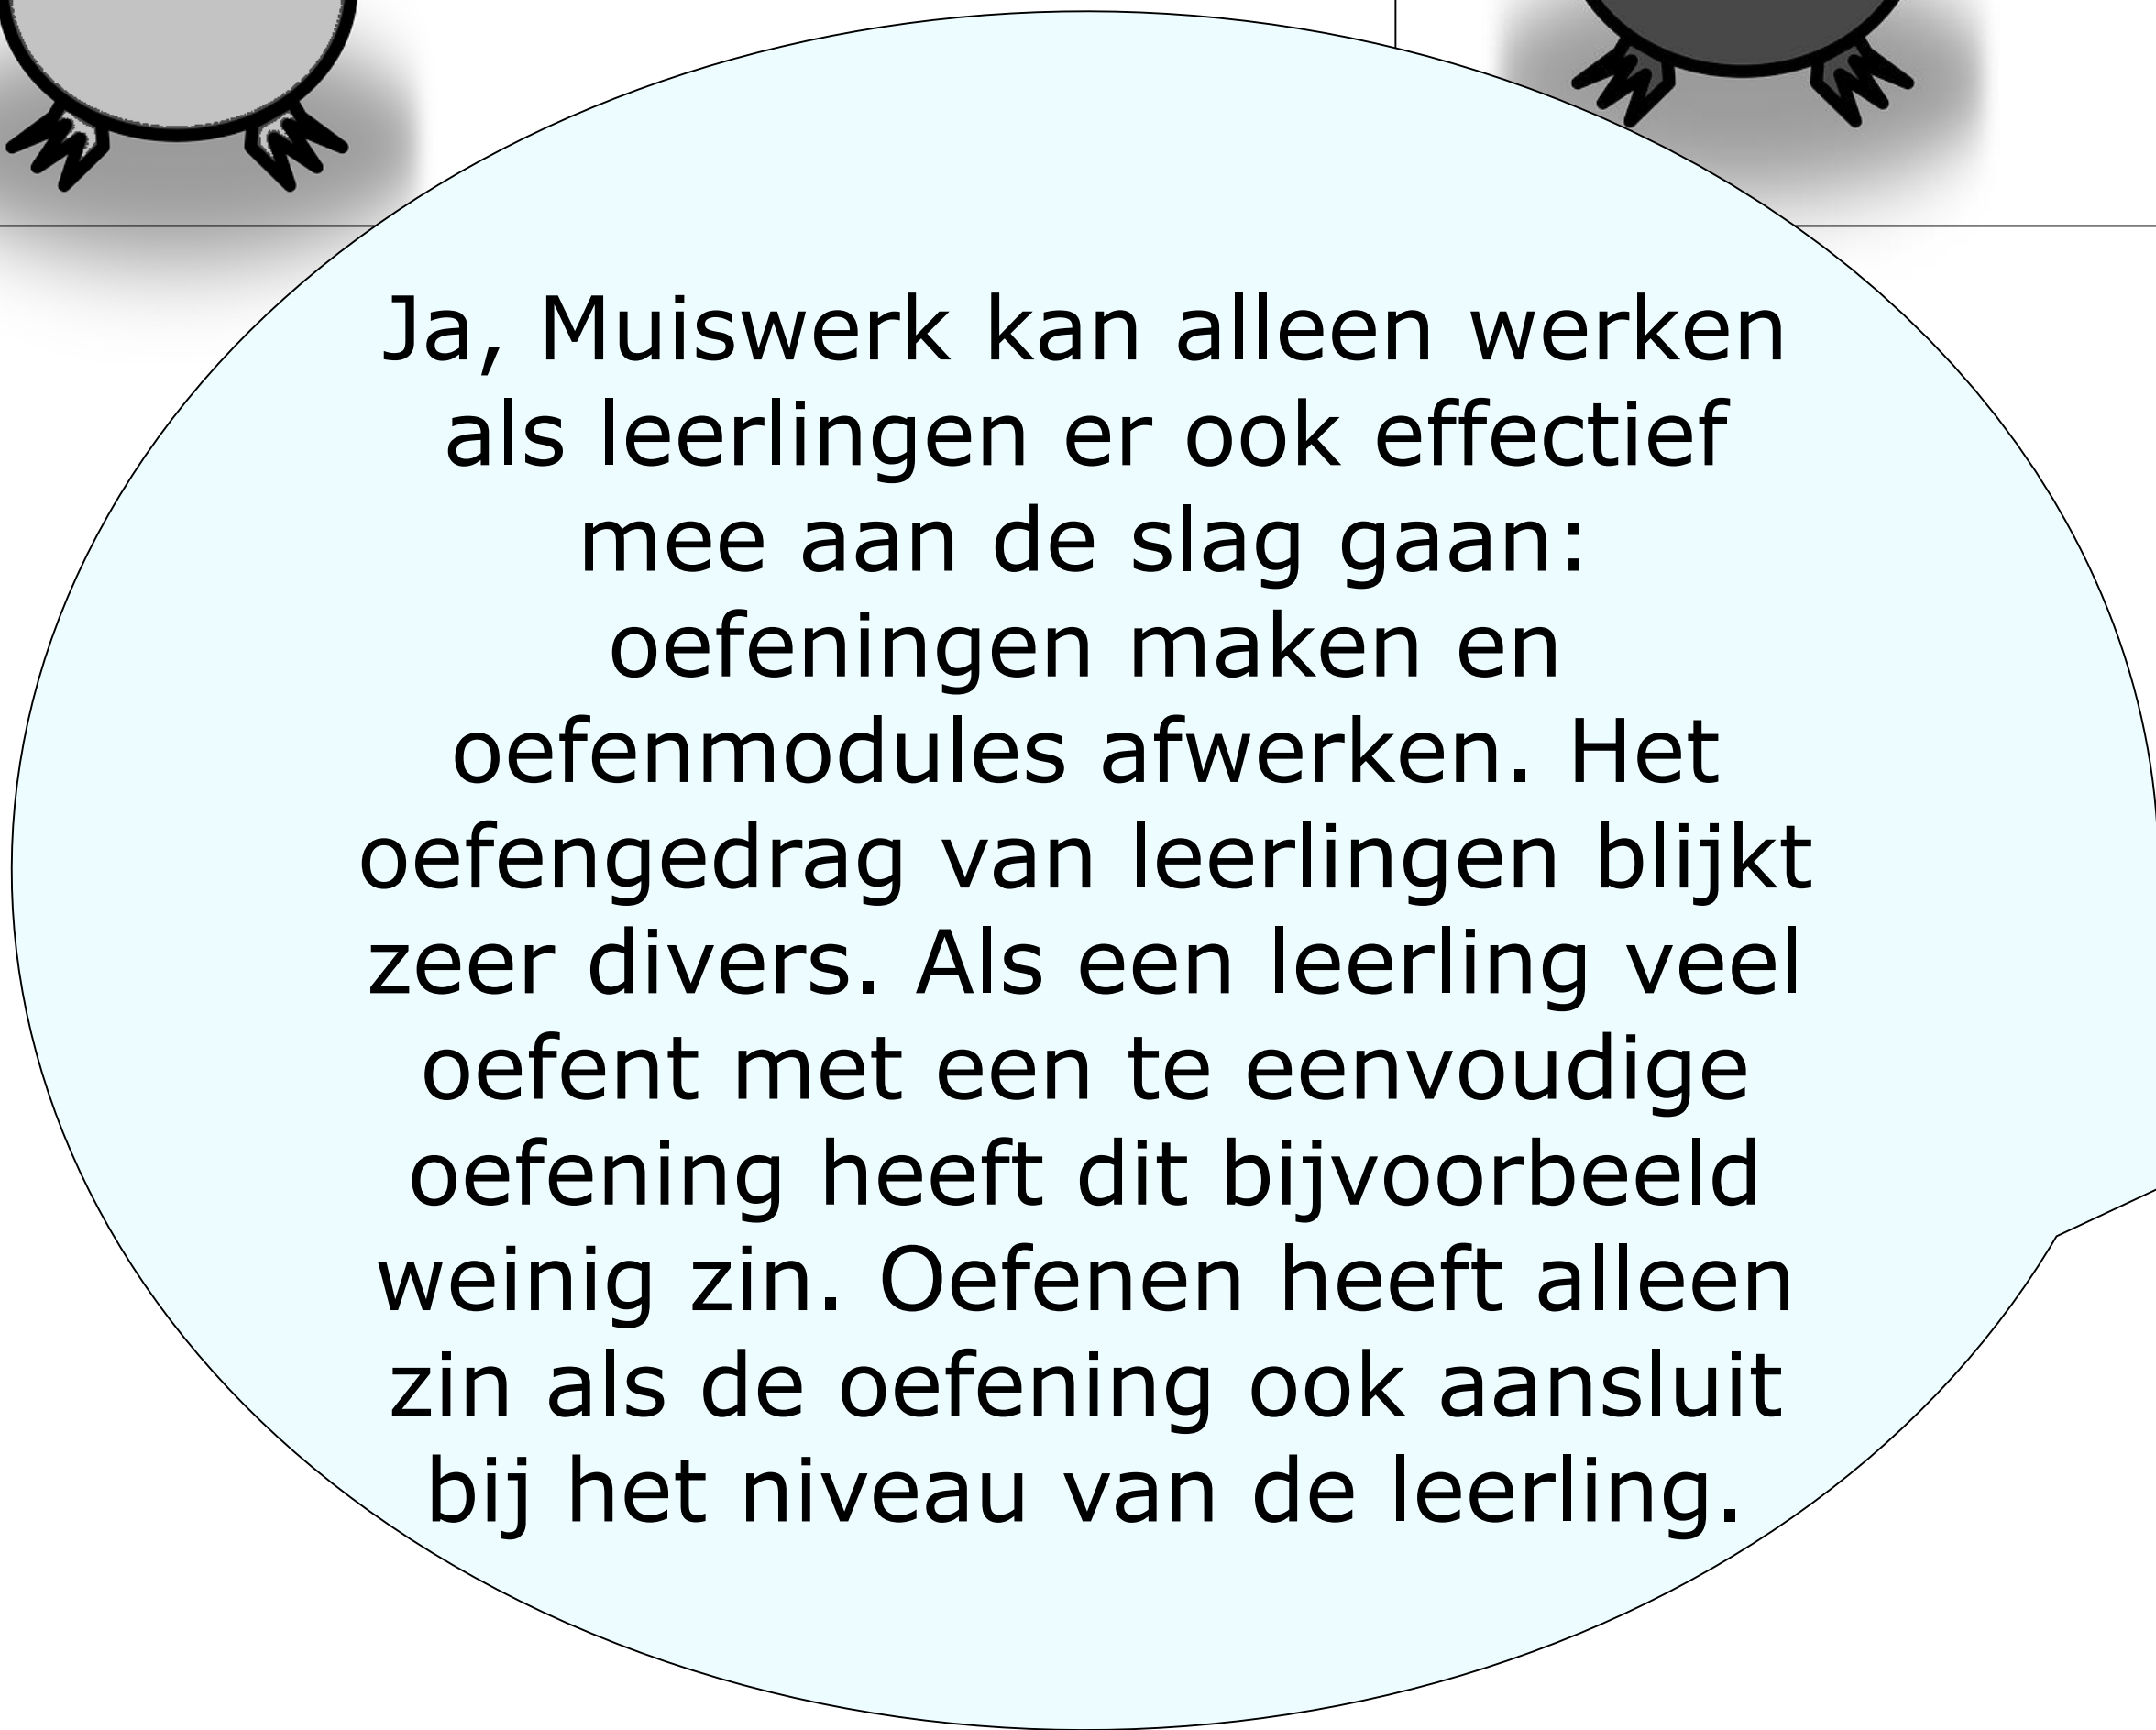 Ja, Muiswerk kan alleen werken
als leerlingen er ook effectief
mee aan de slag gaan:
oefeningen maken en
oefenmodules afwerken. Het
oefengedrag van leerlingen blijkt
zeer divers. Als een leerling veel
oefent met een te eenvoudige
oefening heeft dit bijvoorbeeld
weinig zin. Oefenen heeft alleen
zin als de oefening ook aansluit
bij het niveau van de leerling.